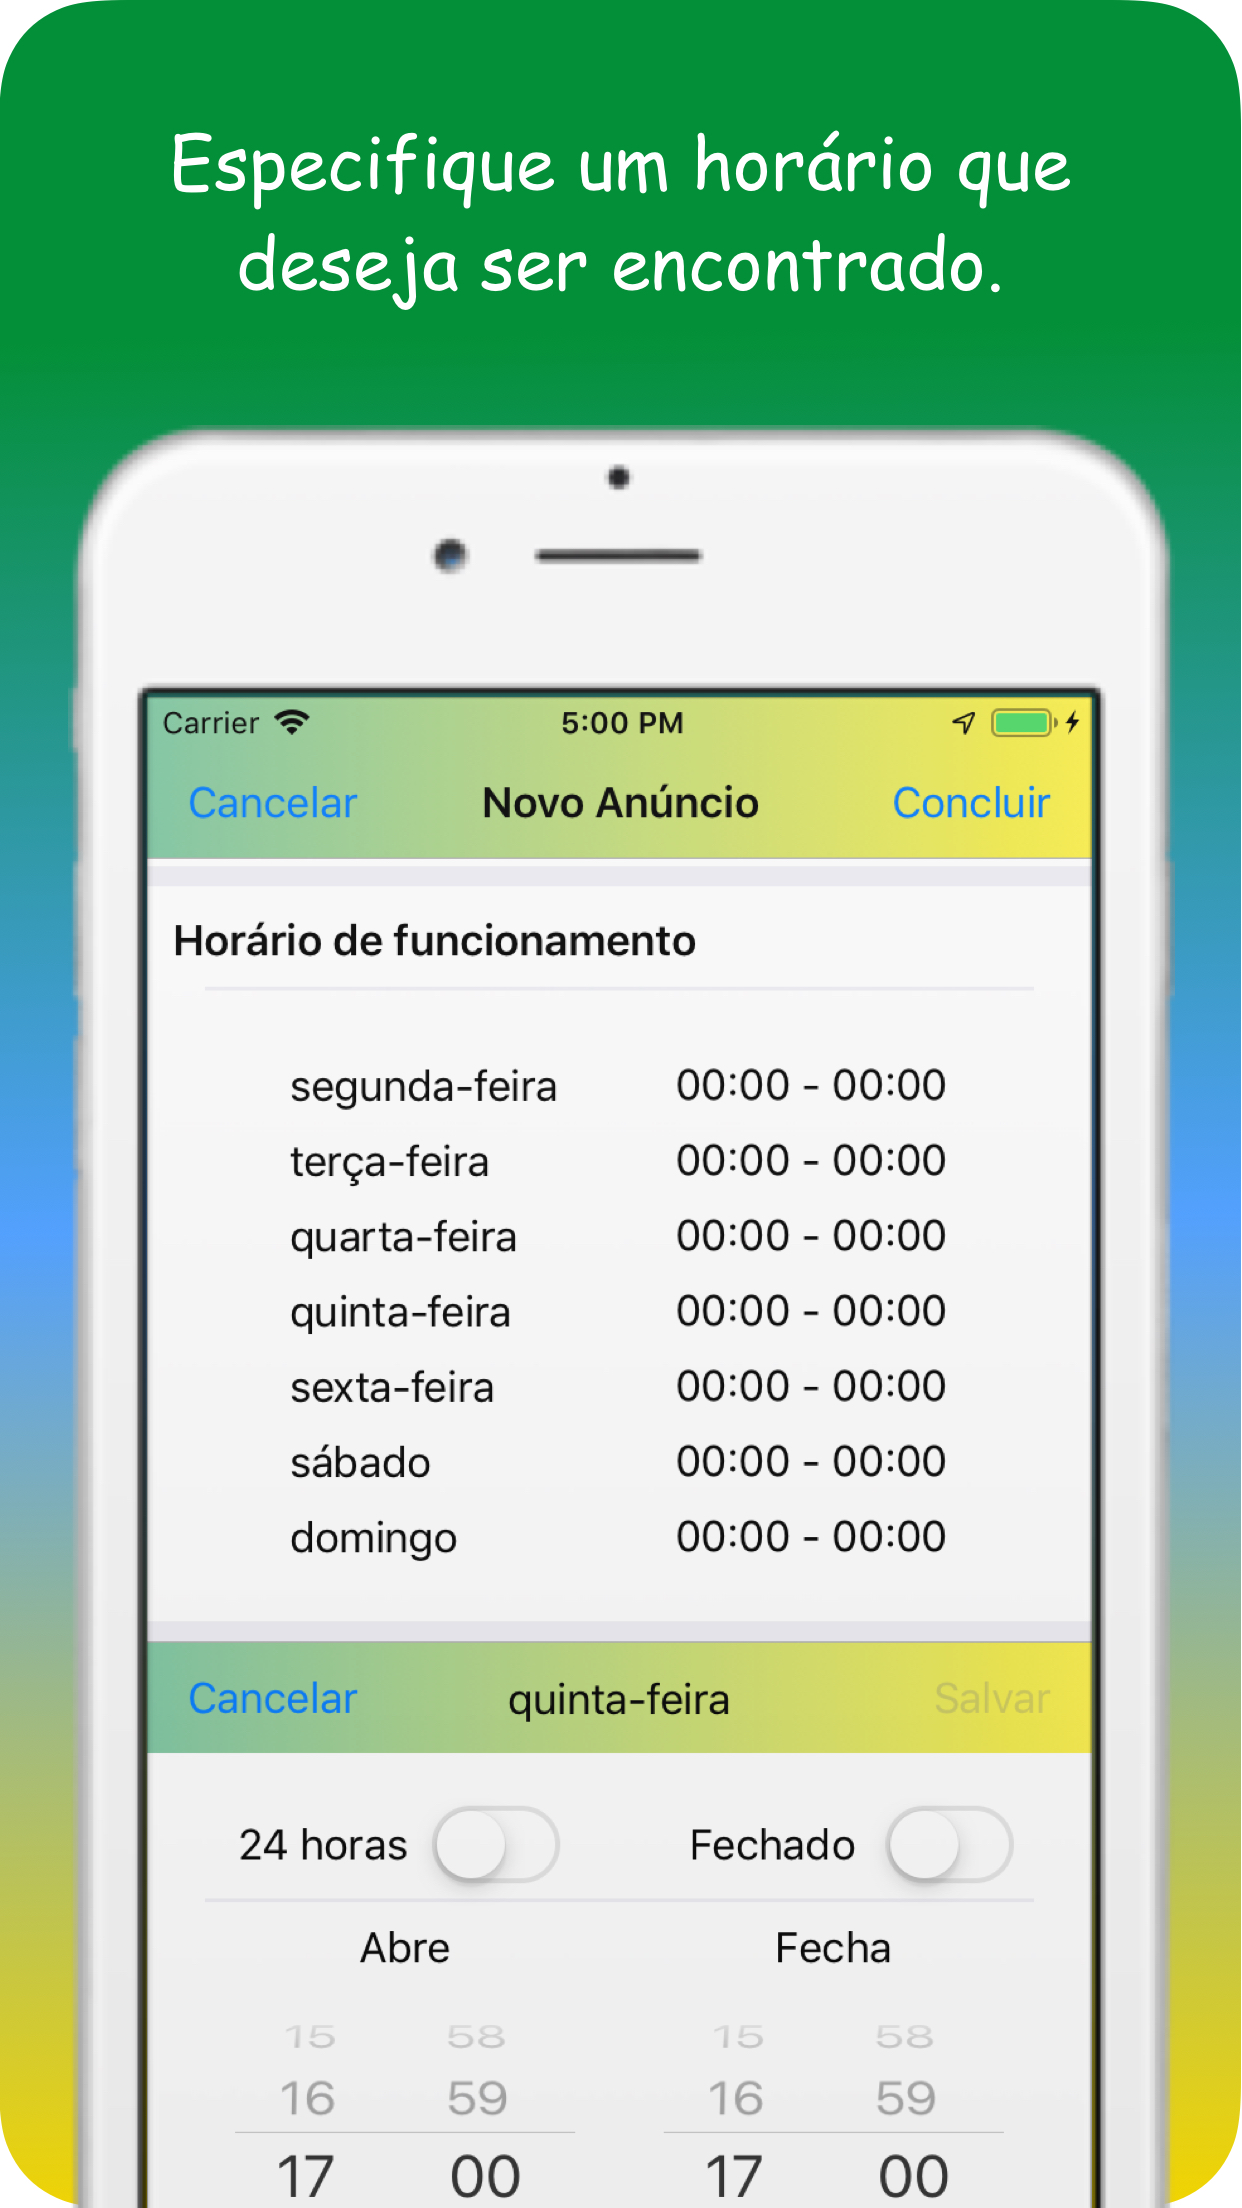 Especifique um horário que
deseja ser encontrado.
Carrier 5:00 PM
Cancelar Novo Anúncio Concluir
Horário de funcionamento
segunda-feira 00:00 - 00:00
terça-feira 00:00 - 00:00
quarta-feira 00:00 - 00:00
quinta-feira 00:00 - 00:00
sexta-feira 00:00 - 00:00
sábado 00:00 - 00:00
domingo 00:00 - 00:00
Cancelar quinta-feira Salvar
24 horas Fechado
Abre Fecha
15 58 15 58
16 59 16 59
17 00 17 00